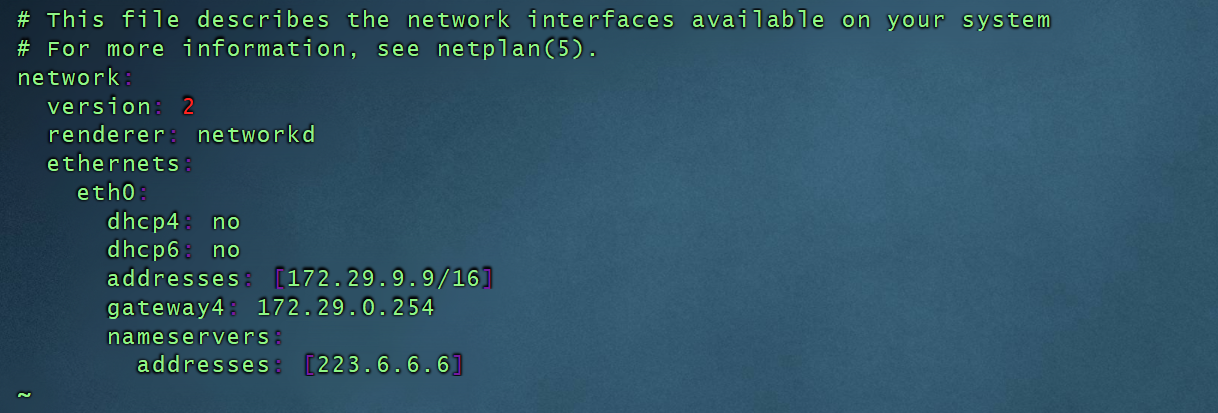 # This file describes the network interfaces available on your system
# For more information, see netplan(5).
network:
  version: 2
  renderer: networkd
  ethernets:
    eth0:
      dhcp4: no
      dhcp6: no
      addresses: [172.29.9.9/16]
      gateway4: 172.29.0.254
      nameservers:
        addresses: [223.6.6.6]
~